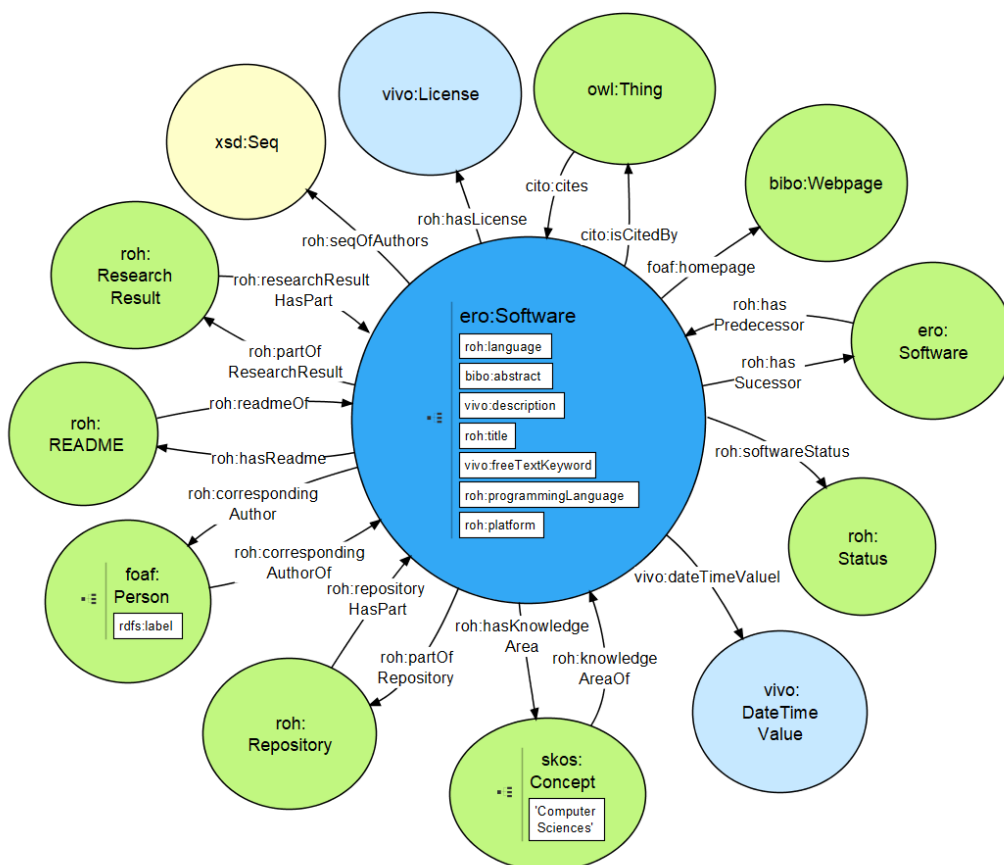 vivo:License
owl:Thing
xsd:Seq
bibo:Webpage
cito:cites
roh:hasLicense
cito:isCitedBy
roh:seqOfAuthors
foaf:homepage
roh:
Research
Result
roh:researchResult
HasPart
roh:partOf
ResearchResult
roh:has
Predecessor
ero:
Software
roh:has
Sucessor
ero:Software
roh:language
bibo:abstract
vivo:description
roh:title
vivo:freeTextKeyword
roh:programmingLanguage
roh:platform
roh:readmeOf
roh:
README
roh:hasReadme
roh:softwareStatus
roh:corresponding
Author
roh:
Status
roh:corresponding
AuthorOf
foaf:
Person
rdfs:label
roh:repository
HasPart
vivo:dateTimeValuel
roh:partOf
Repository
roh:hasKnowledge
Area
roh:knowledge
AreaOf
roh:
Repository
vivo:
DateTime
Value
skos:
Concept
'Computer
Sciences'